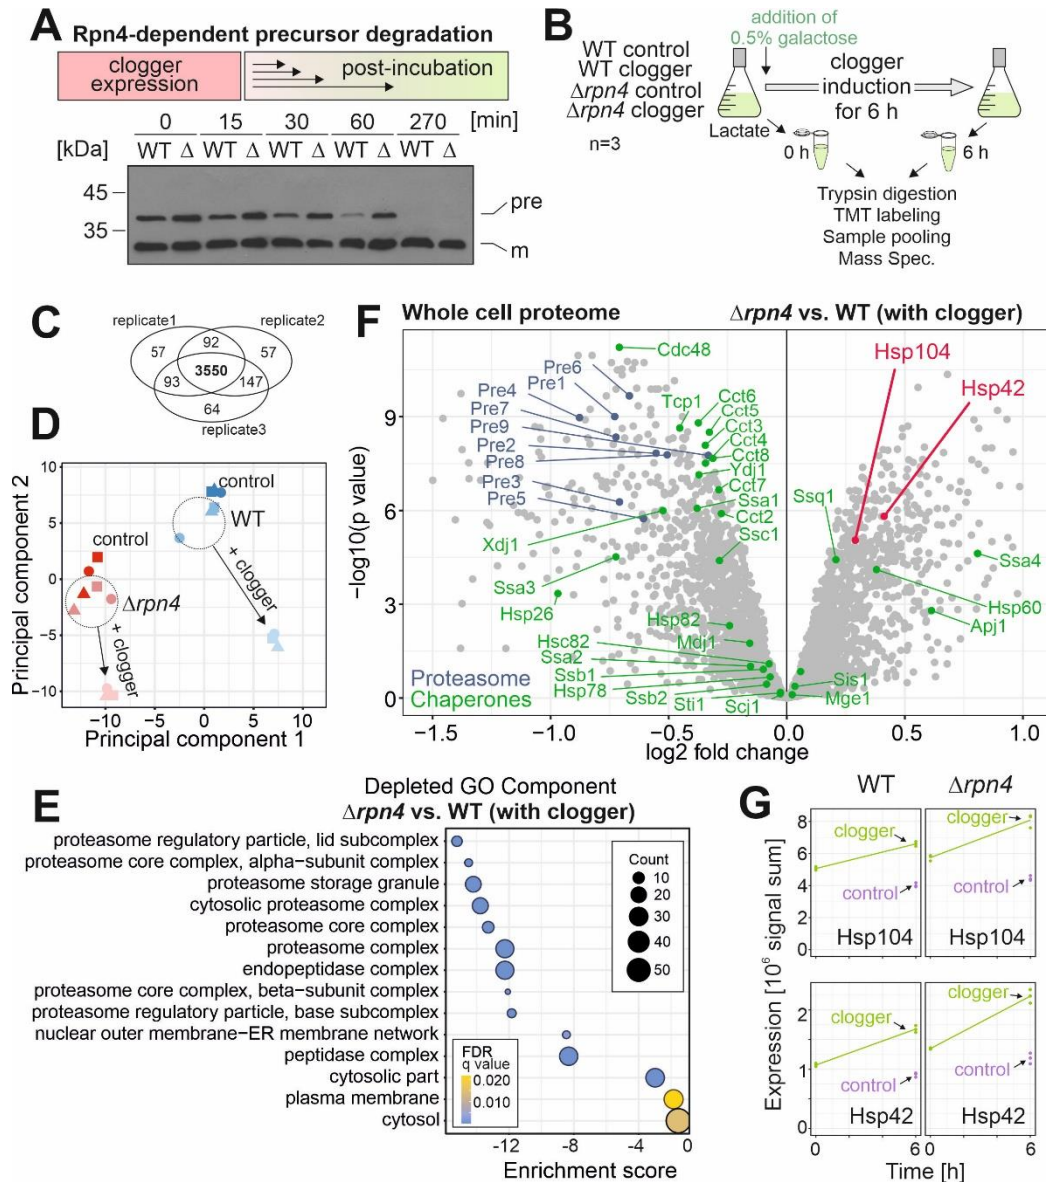 A
Rpn4-dependent precursor degradation
clogger
expression
post-incubation
0 15 30 60 270 [min]
[kDa] WT Δ WT Δ WT Δ WT Δ WT Δ
45
35
pre
m
B
WT control
WT clogger
Δrpn4 control
Δrpn4 clogger
n=3
addition of
0.5% galactose
clogger
induction
for 6 h
Lactate
0 h
6 h
Trypsin digestion
TMT labeling
Sample pooling
Mass Spec.
C
replicate1
replicate2
57
92
57
3550
93
147
64
replicate3
D
Principal component 2
10
5
0
−5
−10
control
WT
control
+ clogger
Δrpn4
+ clogger
−10 −5 0 5 10
Principal component 1
F
Whole cell proteome
Δrpn4 vs. WT (with clogger)
−log10(p value)
9
6
3
0
Cdc48
Hsp104
Hsp42
Pre6
Pre4
Pre1
Pre7
Pre9
Pre2
Pre8
Pre3
Pre5
Tcp1
Cct6
Cct5
Cct3
Cct4
Cct8
Ydj1
Cct7
Ssa1
Cct2
Ssc1
Ssq1
Xdj1
Ssa3
Hsp26
Ssa4
Hsp60
Apj1
Hsp82
Mdj1
Hsc82
Ssa2
Ssb1
Hsp78
Ssb2
Sti1
Scj1
Sis1
Mge1
Proteasome
Chaperones
−1.5 −1.0 −0.5 0.0 0.5 1.0
log2 fold change
E
Depleted GO Component
Δrpn4 vs. WT (with clogger)
proteasome regulatory particle, lid subcomplex
proteasome core complex, alpha−subunit complex
proteasome storage granule
cytosolic proteasome complex
proteasome core complex
proteasome complex
endopeptidase complex
proteasome core complex, beta−subunit complex
proteasome regulatory particle, base subcomplex
nuclear outer membrane−ER membrane network
peptidase complex
cytosolic part
plasma membrane
cytosol
Count
10
20
30
40
50
FDR
q value
0.020
0.010
-12 -8 -4 0
Enrichment score
G
WT
Δrpn4
Expression [10⁶ signal sum]
8
6
4
2
0
clogger
control
Hsp104
clogger
control
Hsp104
2
1
0
clogger
control
Hsp42
clogger
control
Hsp42
0 6 0 6
Time [h]